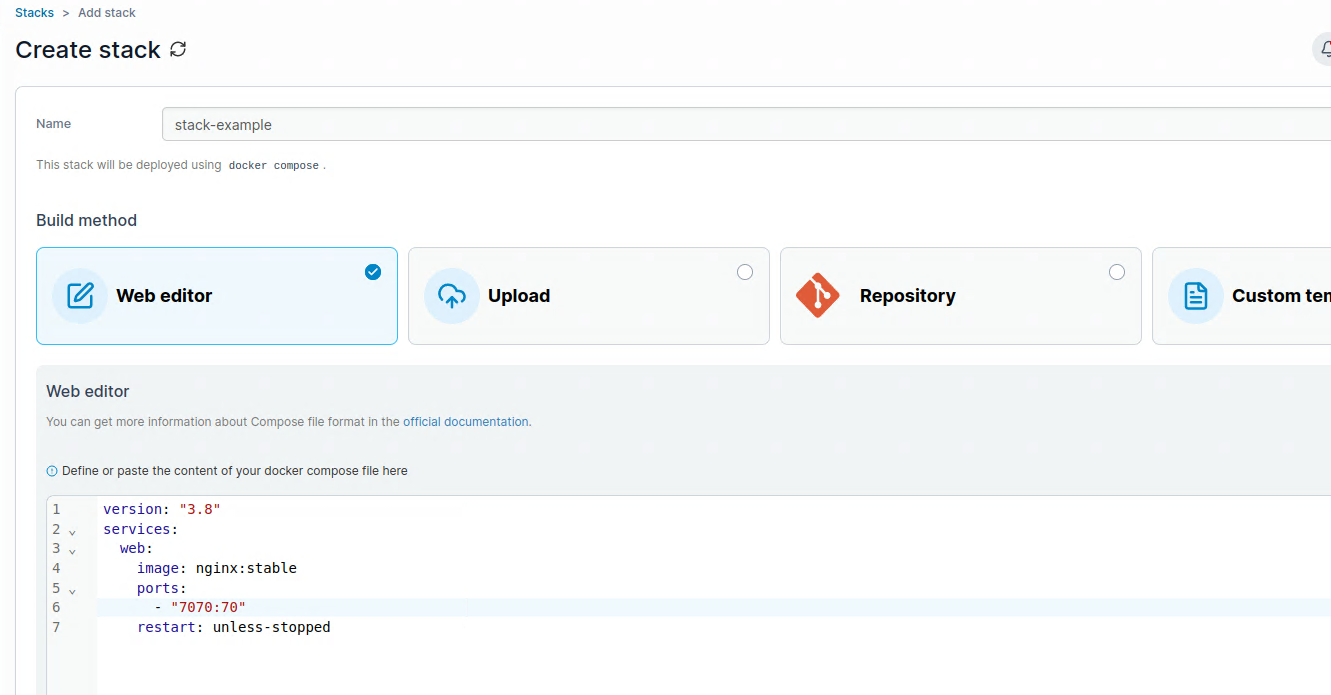 Stacks > Add stack
Create stack
Name
stack-example
This stack will be deployed using docker compose .
Build method
Web editor
Upload
Repository
Custom tem
Web editor
You can get more information about Compose file format in the official documentation.
Define or paste the content of your docker compose file here
1 version: "3.8"
2 services:
3   web:
4     image: nginx:stable
5     ports:
6       - "7070:70"
7     restart: unless-stopped